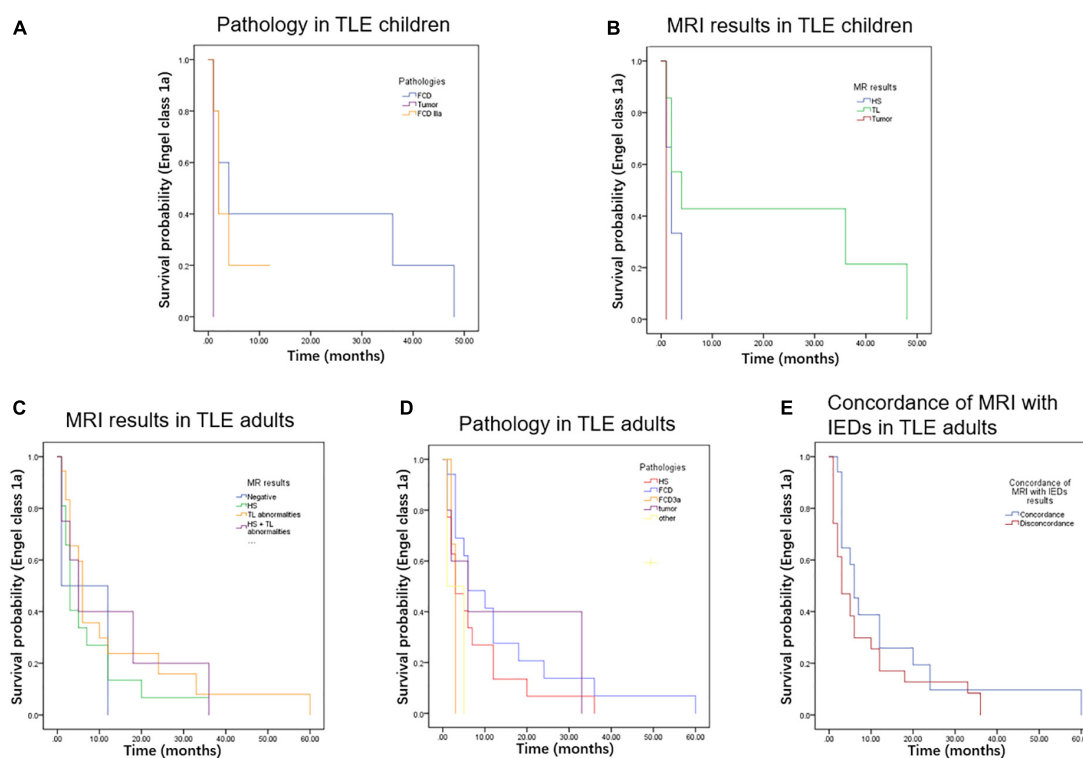 A
Pathology in TLE children
Survival probability (Engel class 1a)
1.0
0.8
0.6
0.4
0.2
0.0
Pathologies
FCD
Tumor
FCD IIIa
.00 10.00 20.00 30.00 40.00 50.00
Time (months)
B
MRI results in TLE children
Survival probability (Engel class 1a)
1.0
0.8
0.6
0.4
0.2
0.0
MR results
HS
TL
Tumor
.00 10.00 20.00 30.00 40.00 50.00
Time (months)
C
MRI results in TLE adults
Survival probability (Engel class 1a)
1.0
0.8
0.6
0.4
0.2
0.0
MR results
Negative
HS
TL abnormalities
HS + TL
abnormalities
...
.00 10.00 20.00 30.00 40.00 50.00 60.00
Time (months)
D
Pathology in TLE adults
Survival probability (Engel class 1a)
1.0
0.8
0.6
0.4
0.2
0.0
Pathologies
HS
FCD
FCD3a
tumor
other
.00 10.00 20.00 30.00 40.00 50.00 60.00
Time (months)
E
Concordance of MRI with
IEDs in TLE adults
Survival probability (Engel class 1a)
1.0
0.8
0.6
0.4
0.2
0.0
Concordance of
MRI with IEDs
results
Concordance
Disconcordance
.00 10.00 20.00 30.00 40.00 50.00 60.00
Time (months)